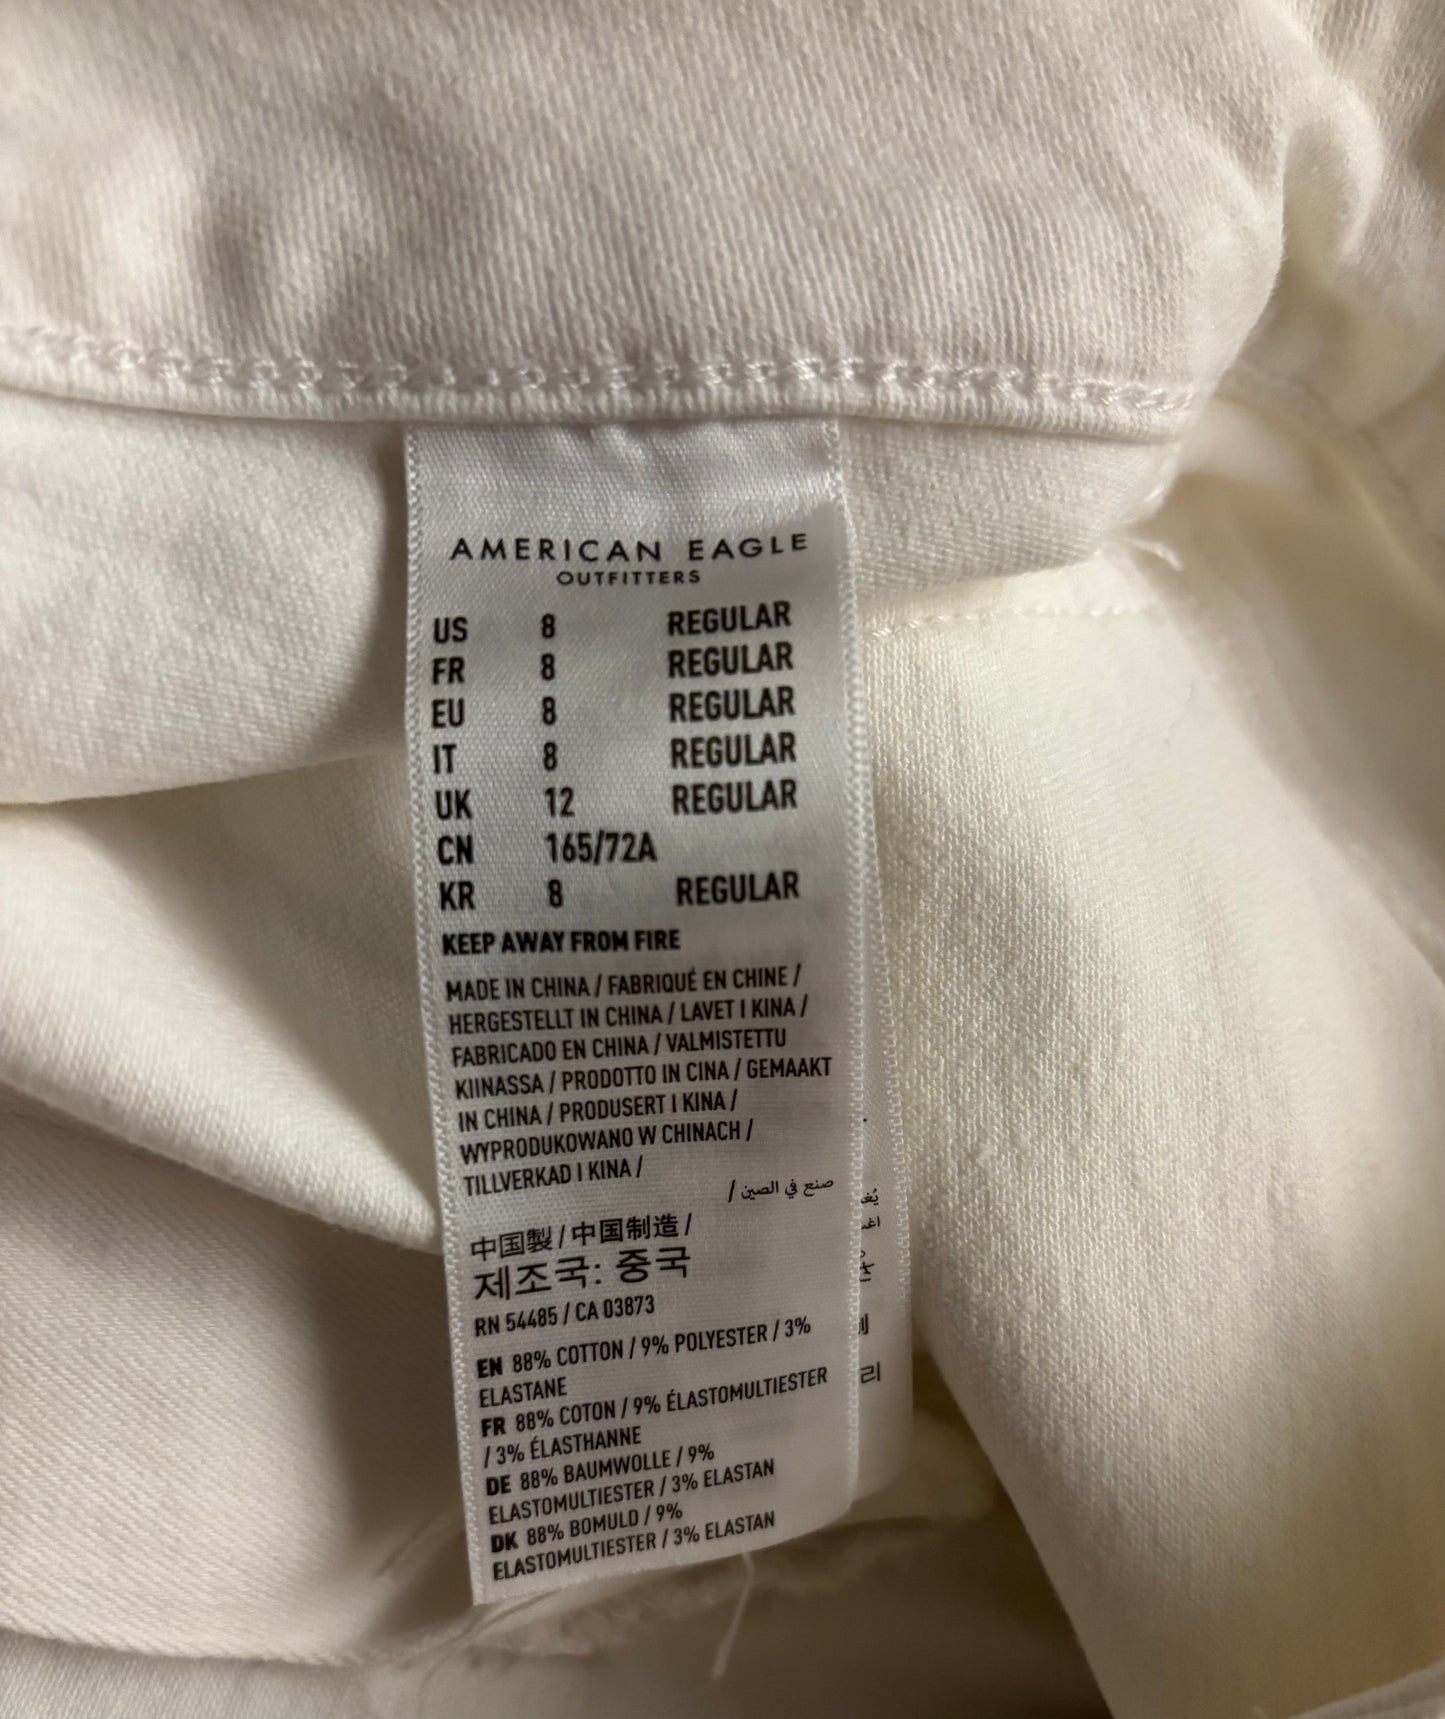 AMERICAN EAGLE
OUTFITTERS
US 8 REGULAR
FR 8 REGULAR
EU 8 REGULAR
IT 8 REGULAR
UK 12 REGULAR
CN 165/72A
KR 8 REGULAR
KEEP AWAY FROM FIRE
MADE IN CHINA / FABRIQUÉ EN CHINE /
HERGESTELLT IN CHINA / LAVET I KINA /
FABRICADO EN CHINA / VALMISTETTU
KIINASSA / PRODOTTO IN CINA / GEMAAKT
IN CHINA / PRODUSERT I KINA /
WYPRODUKOWANO W CHINACH /
TILLVERKAD I KINA /
صنع في الصين /
中国製 / 中国制造 /
제조국: 중국
RN 54485 / CA 03873
EN 88% COTTON / 9% POLYESTER / 3%
ELASTANE
FR 88% COTON / 9% ÉLASTOMULTIESTER
/ 3% ÉLASTHANNE
DE 88% BAUMWOLLE / 9%
ELASTOMULTIESTER / 3% ELASTAN
DK 88% BOMULD / 9%
ELASTOMULTIESTER / 3% ELASTAN